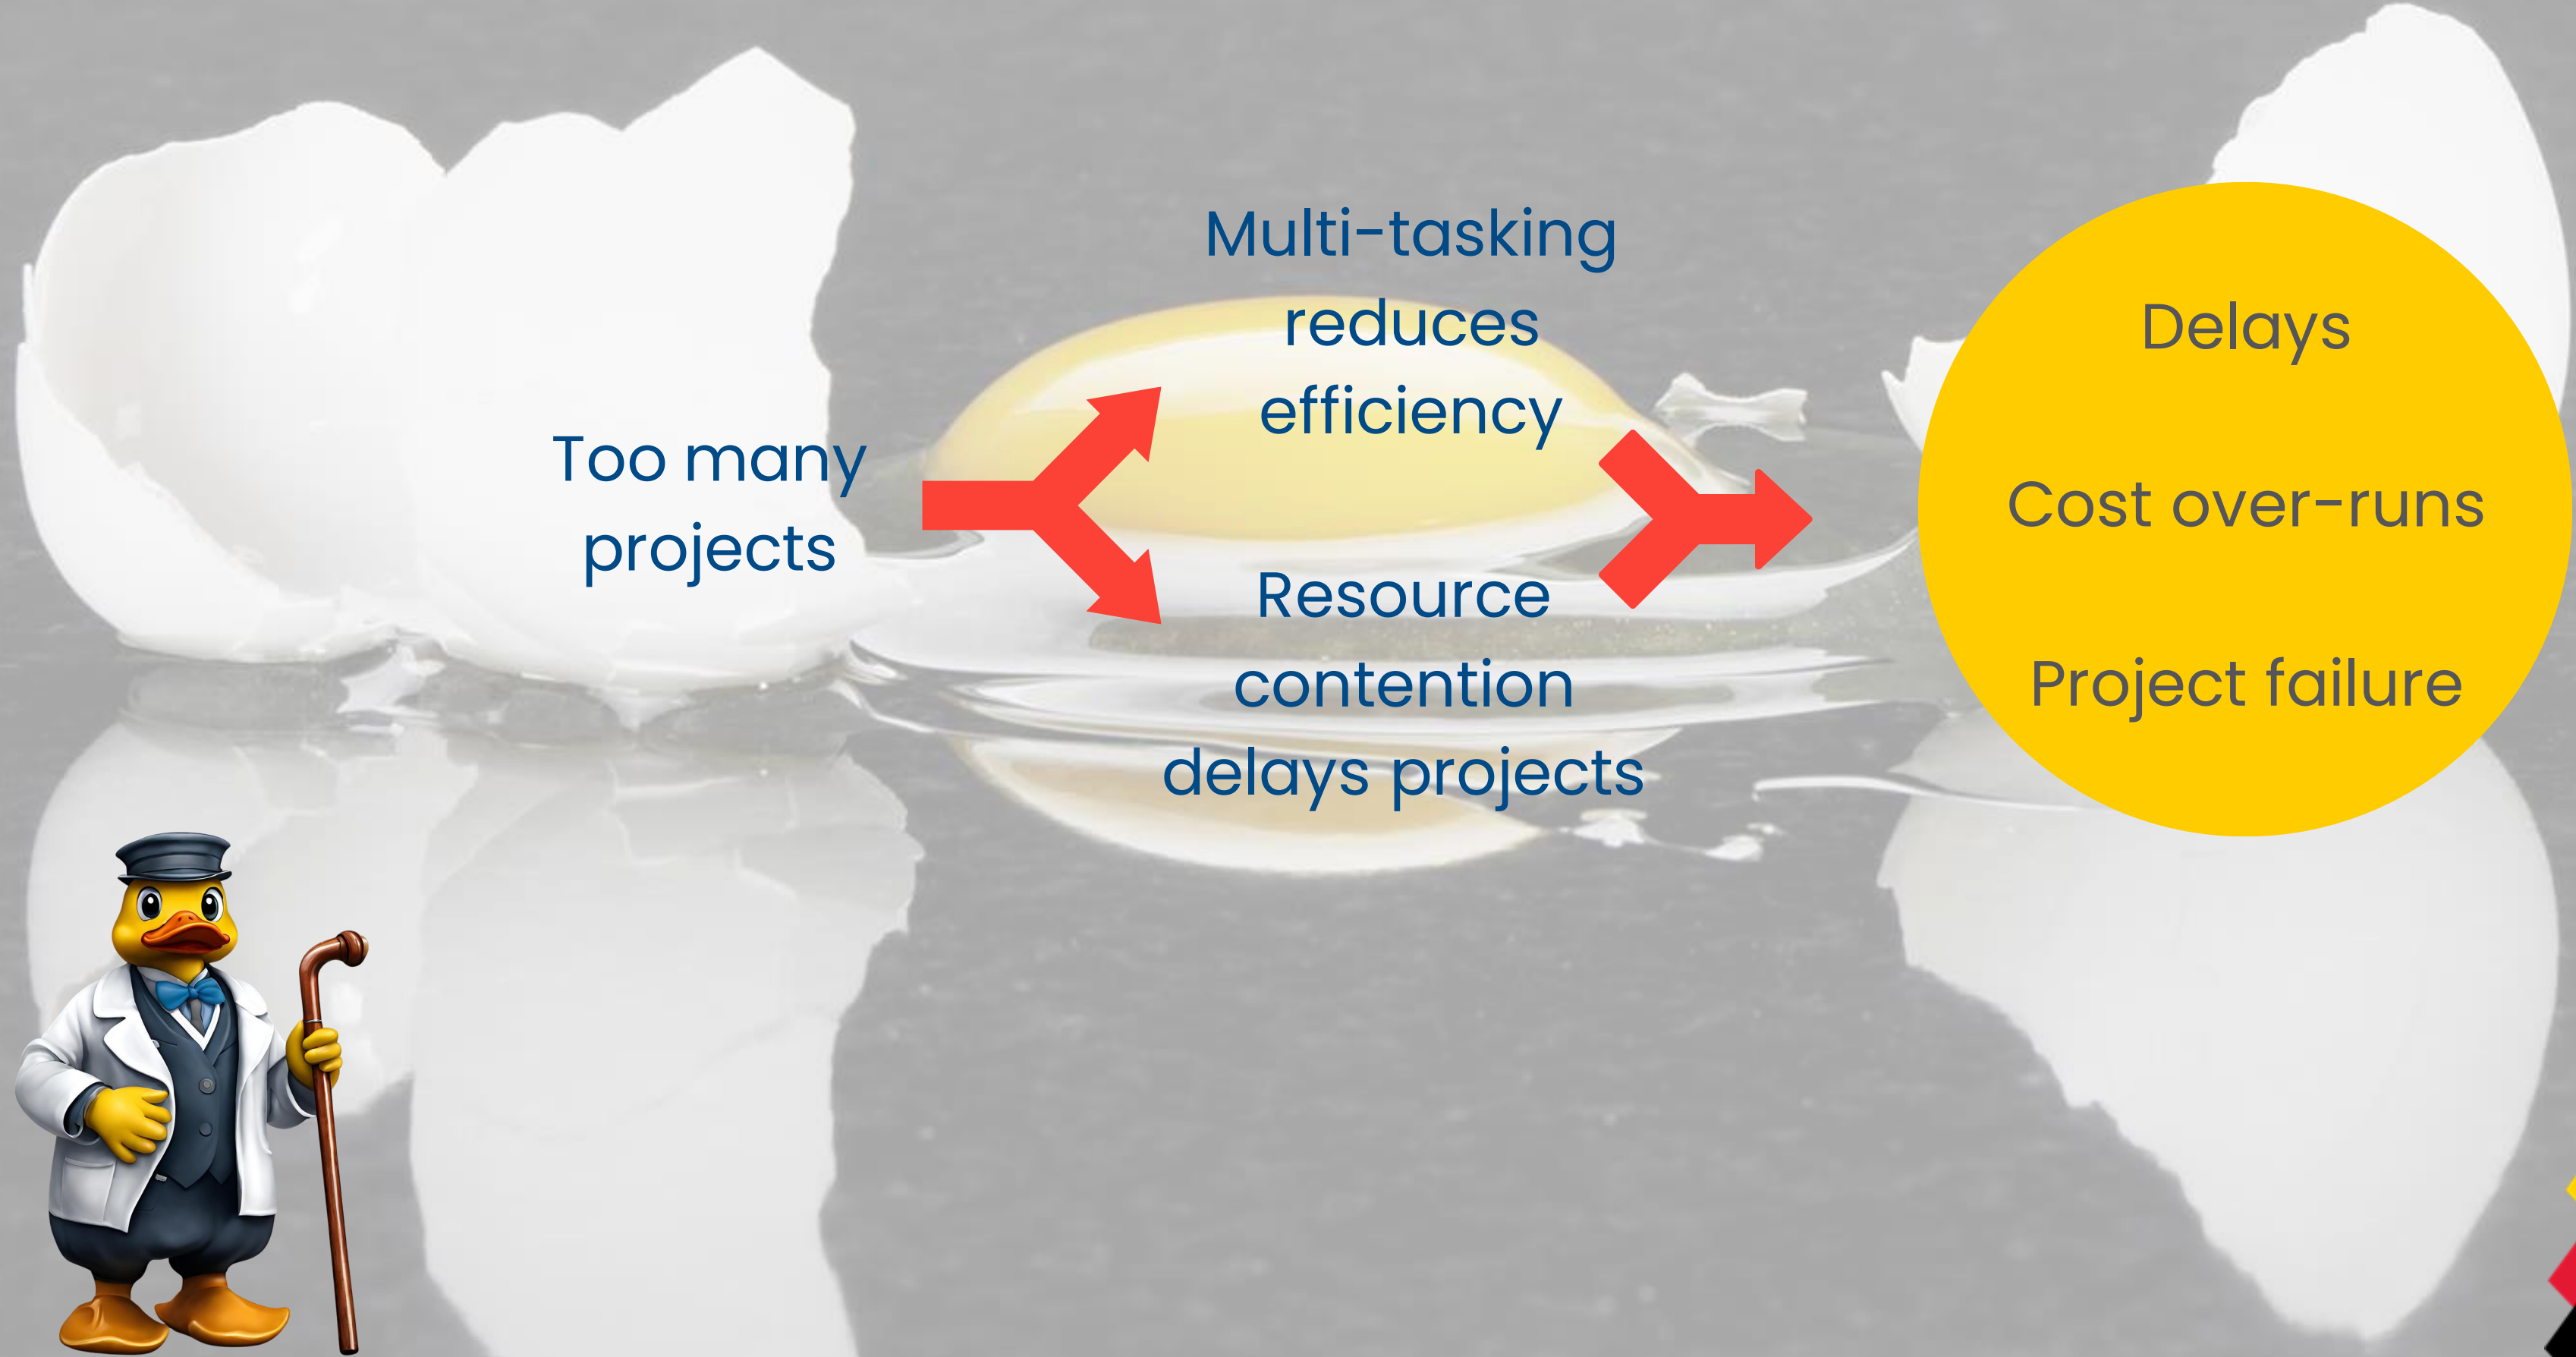 Too many
projects
Multi-tasking
reduces
efficiency
Resource
contention
delays projects
Delays
Cost over-runs
Project failure